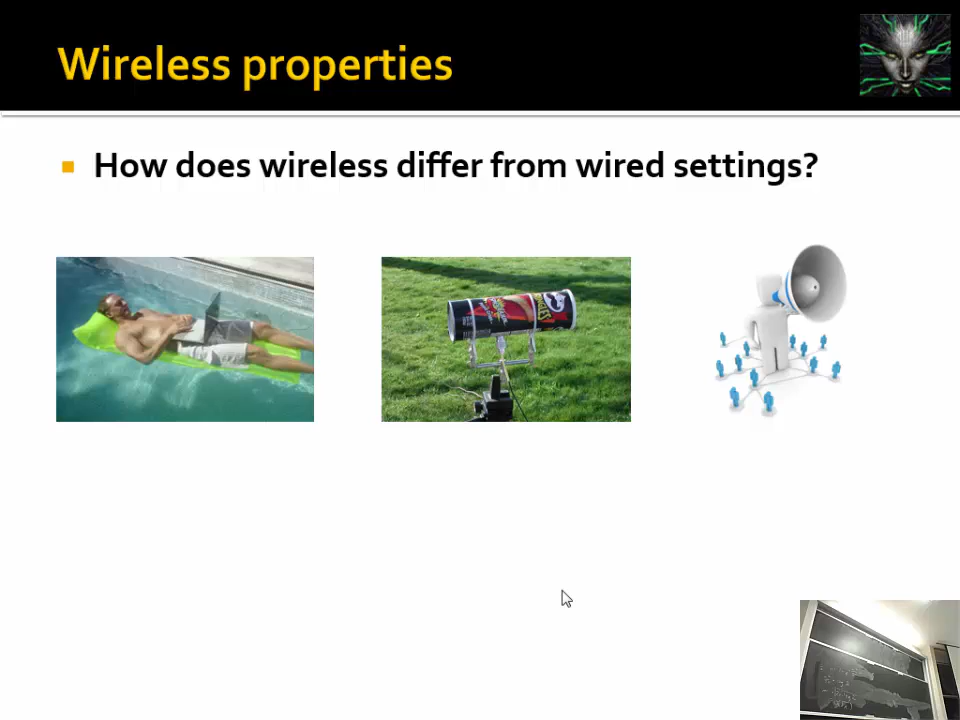 Wireless properties
How does wireless differ from wired settings?